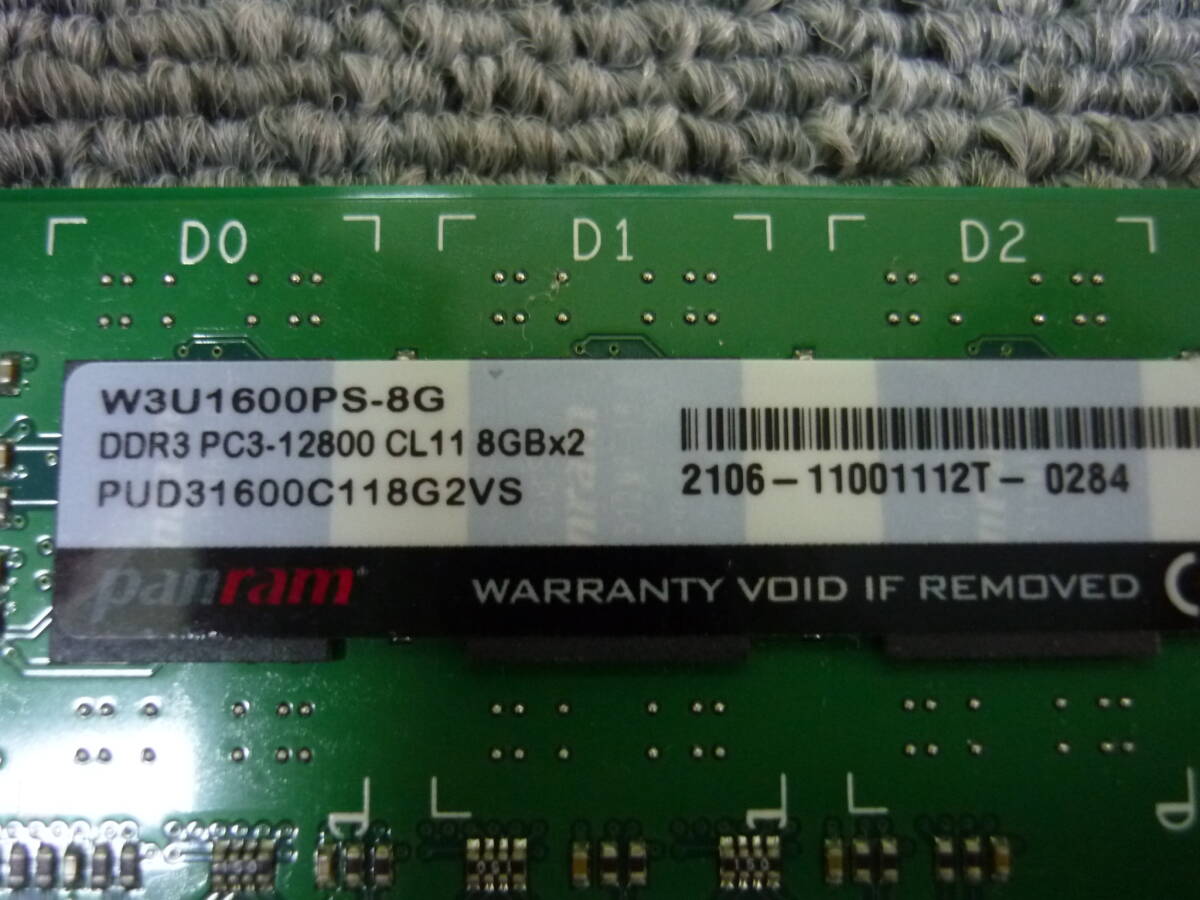 D0 D1 D2
W3U1600PS-8G
DDR3 PC3-12800 CL11 8GBx2
PUD31600C118G2VS
2106-11001112T-0284
panram
WARRANTY VOID IF REMOVED